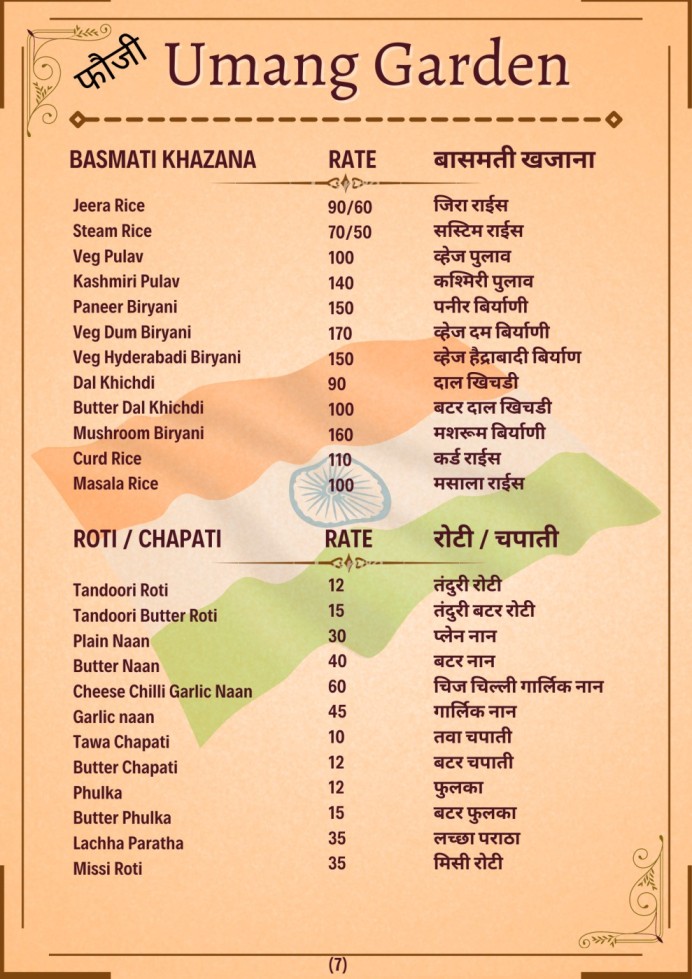 फौजी Umang Garden
BASMATI KHAZANA RATE बासमती खजाना
Jeera Rice 90/60 जिरा राईस
Steam Rice 70/50 सस्टिम राईस
Veg Pulav 100 व्हेज पुलाव
Kashmiri Pulav 140 कश्मिरी पुलाव
Paneer Biryani 150 पनीर बिर्याणी
Veg Dum Biryani 170 व्हेज दम बिर्याणी
Veg Hyderabadi Biryani 150 व्हेज हैद्राबादी बिर्याण
Dal Khichdi 90 दाल खिचडी
Butter Dal Khichdi 100 बटर दाल खिचडी
Mushroom Biryani 160 मशरूम बिर्याणी
Curd Rice 110 कर्ड राईस
Masala Rice 100 मसाला राईस
ROTI / CHAPATI RATE रोटी / चपाती
Tandoori Roti 12 तंदुरी रोटी
Tandoori Butter Roti 15 तंदुरी बटर रोटी
Plain Naan 30 प्लेन नान
Butter Naan 40 बटर नान
Cheese Chilli Garlic Naan 60 चिज चिल्ली गार्लिक नान
Garlic naan 45 गार्लिक नान
Tawa Chapati 10 तवा चपाती
Butter Chapati 12 बटर चपाती
Phulka 12 फुलका
Butter Phulka 15 बटर फुलका
Lachha Paratha 35 लच्छा पराठा
Missi Roti 35 मिसी रोटी
(7)